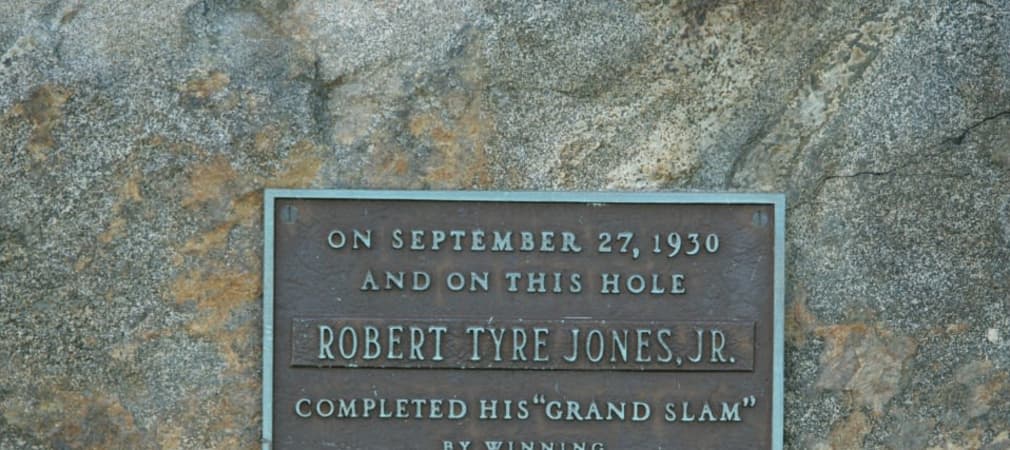 ON SEPTEMBER 27, 1930
AND ON THIS HOLE
ROBERT TYRE JONES, JR.
COMPLETED HIS "GRAND SLAM"
BY WINNING